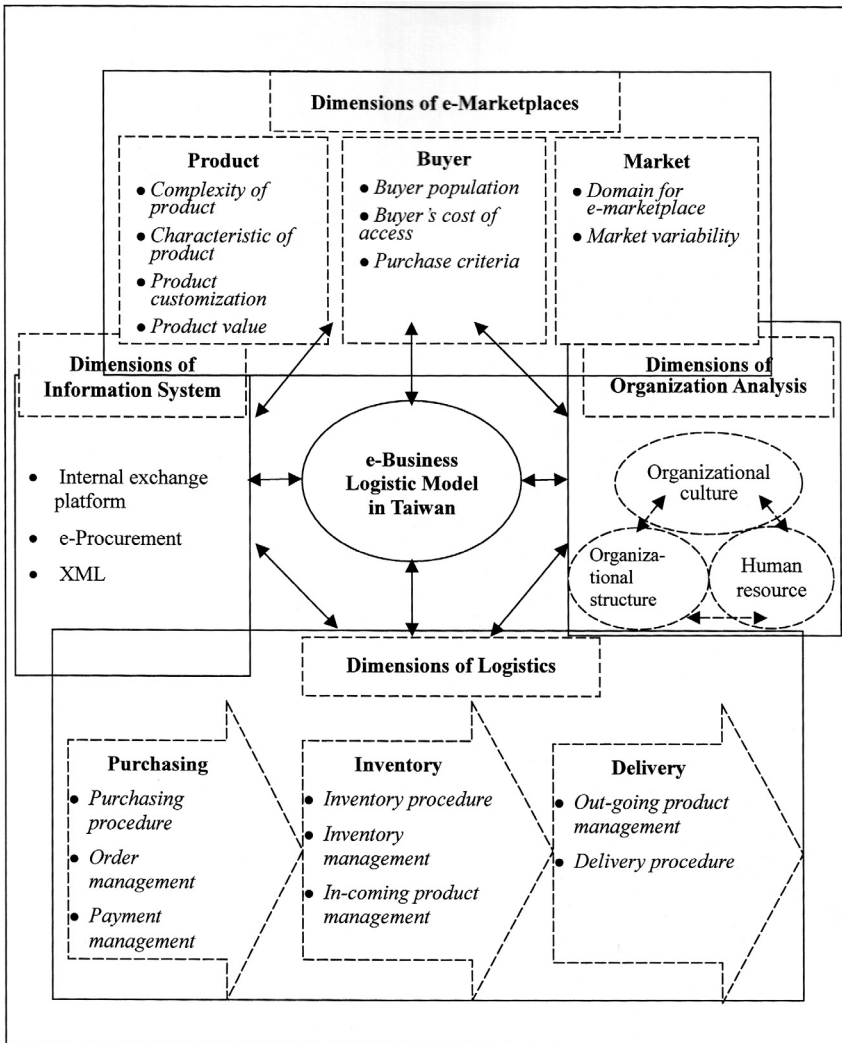 Dimensions of e-Marketplaces
Product
● Complexity of
product
● Characteristic of
product
● Product
customization
● Product value
Buyer
● Buyer population
● Buyer's cost of
access
● Purchase criteria
Market
● Domain for
e-marketplace
● Market variability
Dimensions of
Information System
● Internal exchange
platform
● e-Procurement
● XML
e-Business
Logistic Model
in Taiwan
Dimensions of
Organization Analysis
Organizational
culture
Organiza-
tional
structure
Human
resource
Dimensions of Logistics
Purchasing
● Purchasing
procedure
● Order
management
● Payment
management
Inventory
● Inventory procedure
● Inventory
management
● In-coming product
management
Delivery
● Out-going product
management
● Delivery procedure